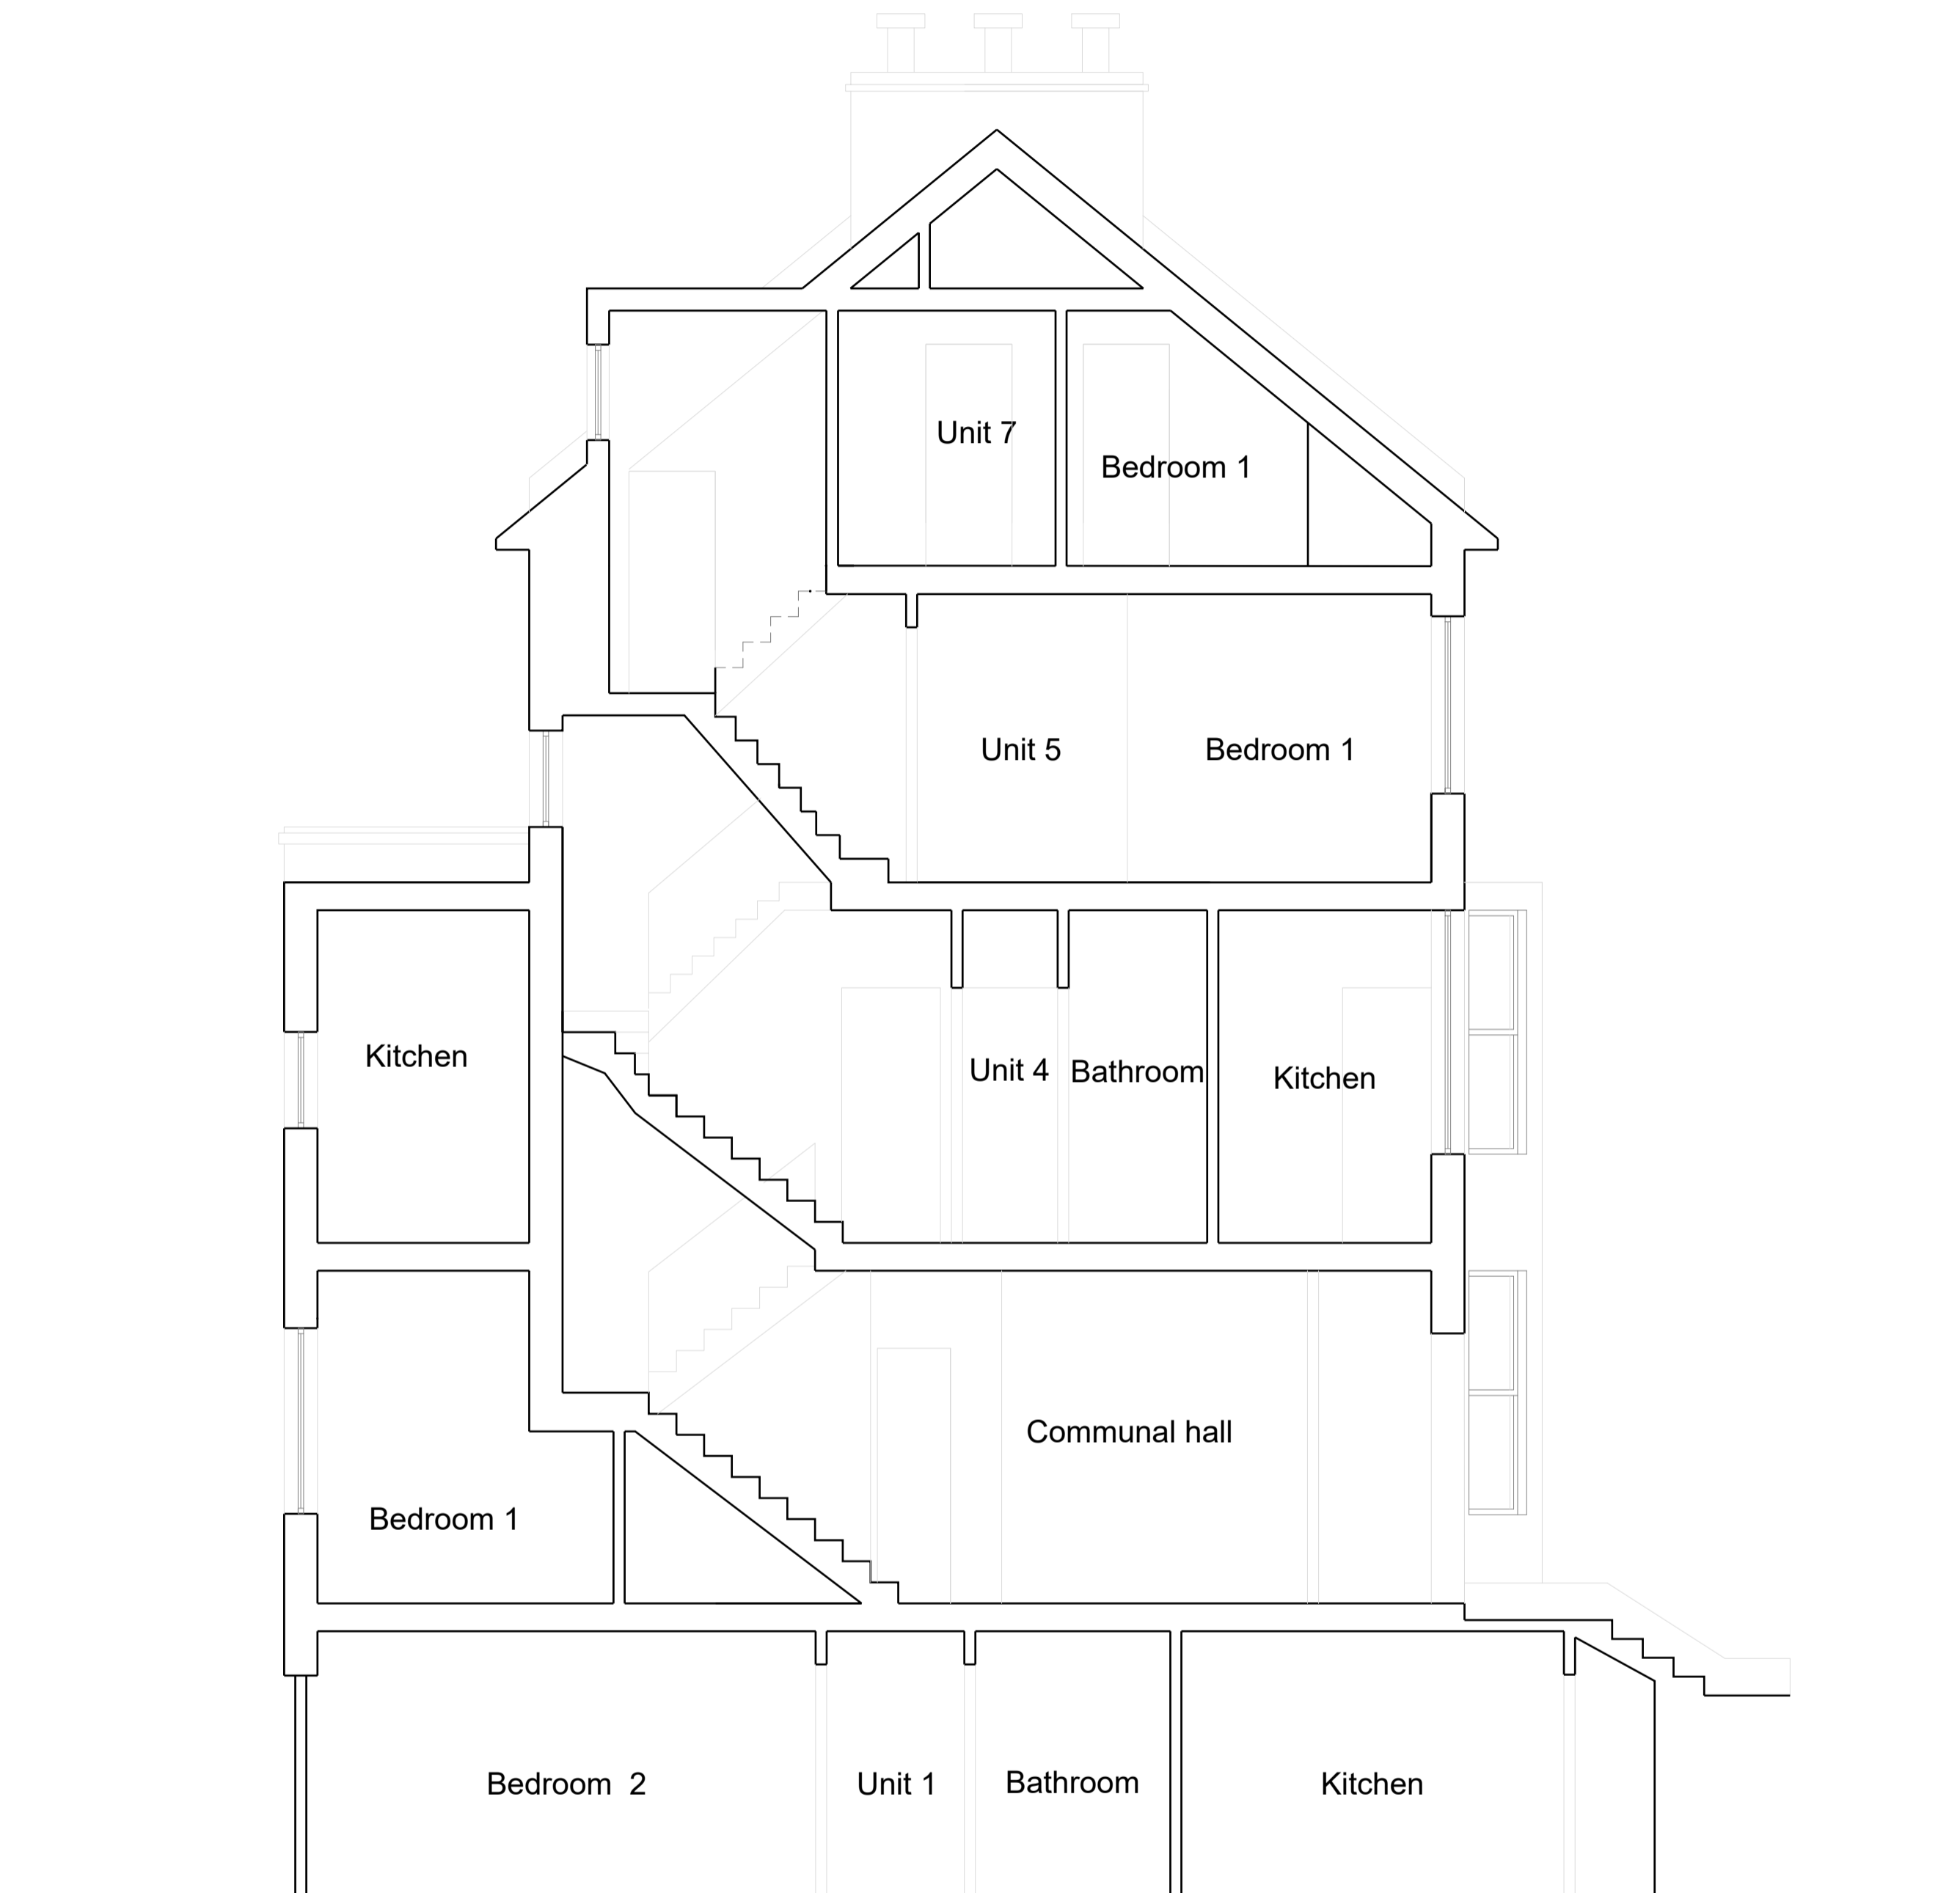 Unit 7
Bedroom 1
Unit 5
Bedroom 1
Kitchen
Unit 4
Bathroom
Kitchen
Communal hall
Bedroom 1
Bedroom 2
Unit 1
Bathroom
Kitchen